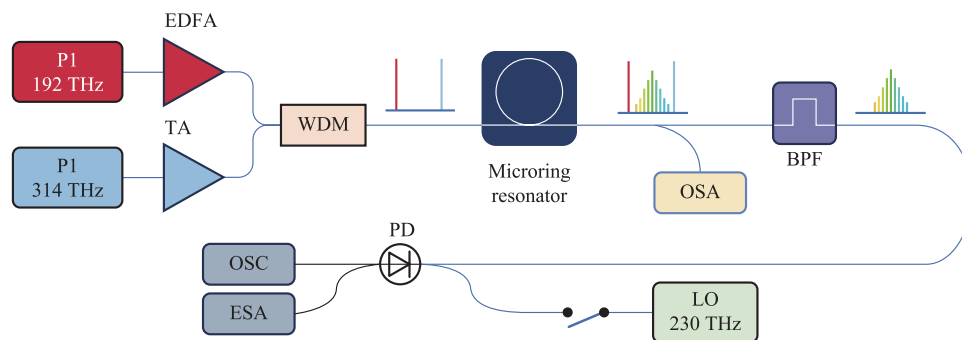 EDFA
P1
192 THz
TA
P1
314 THz
WDM
Microring
resonator
OSA
BPF
PD
OSC
ESA
LO
230 THz